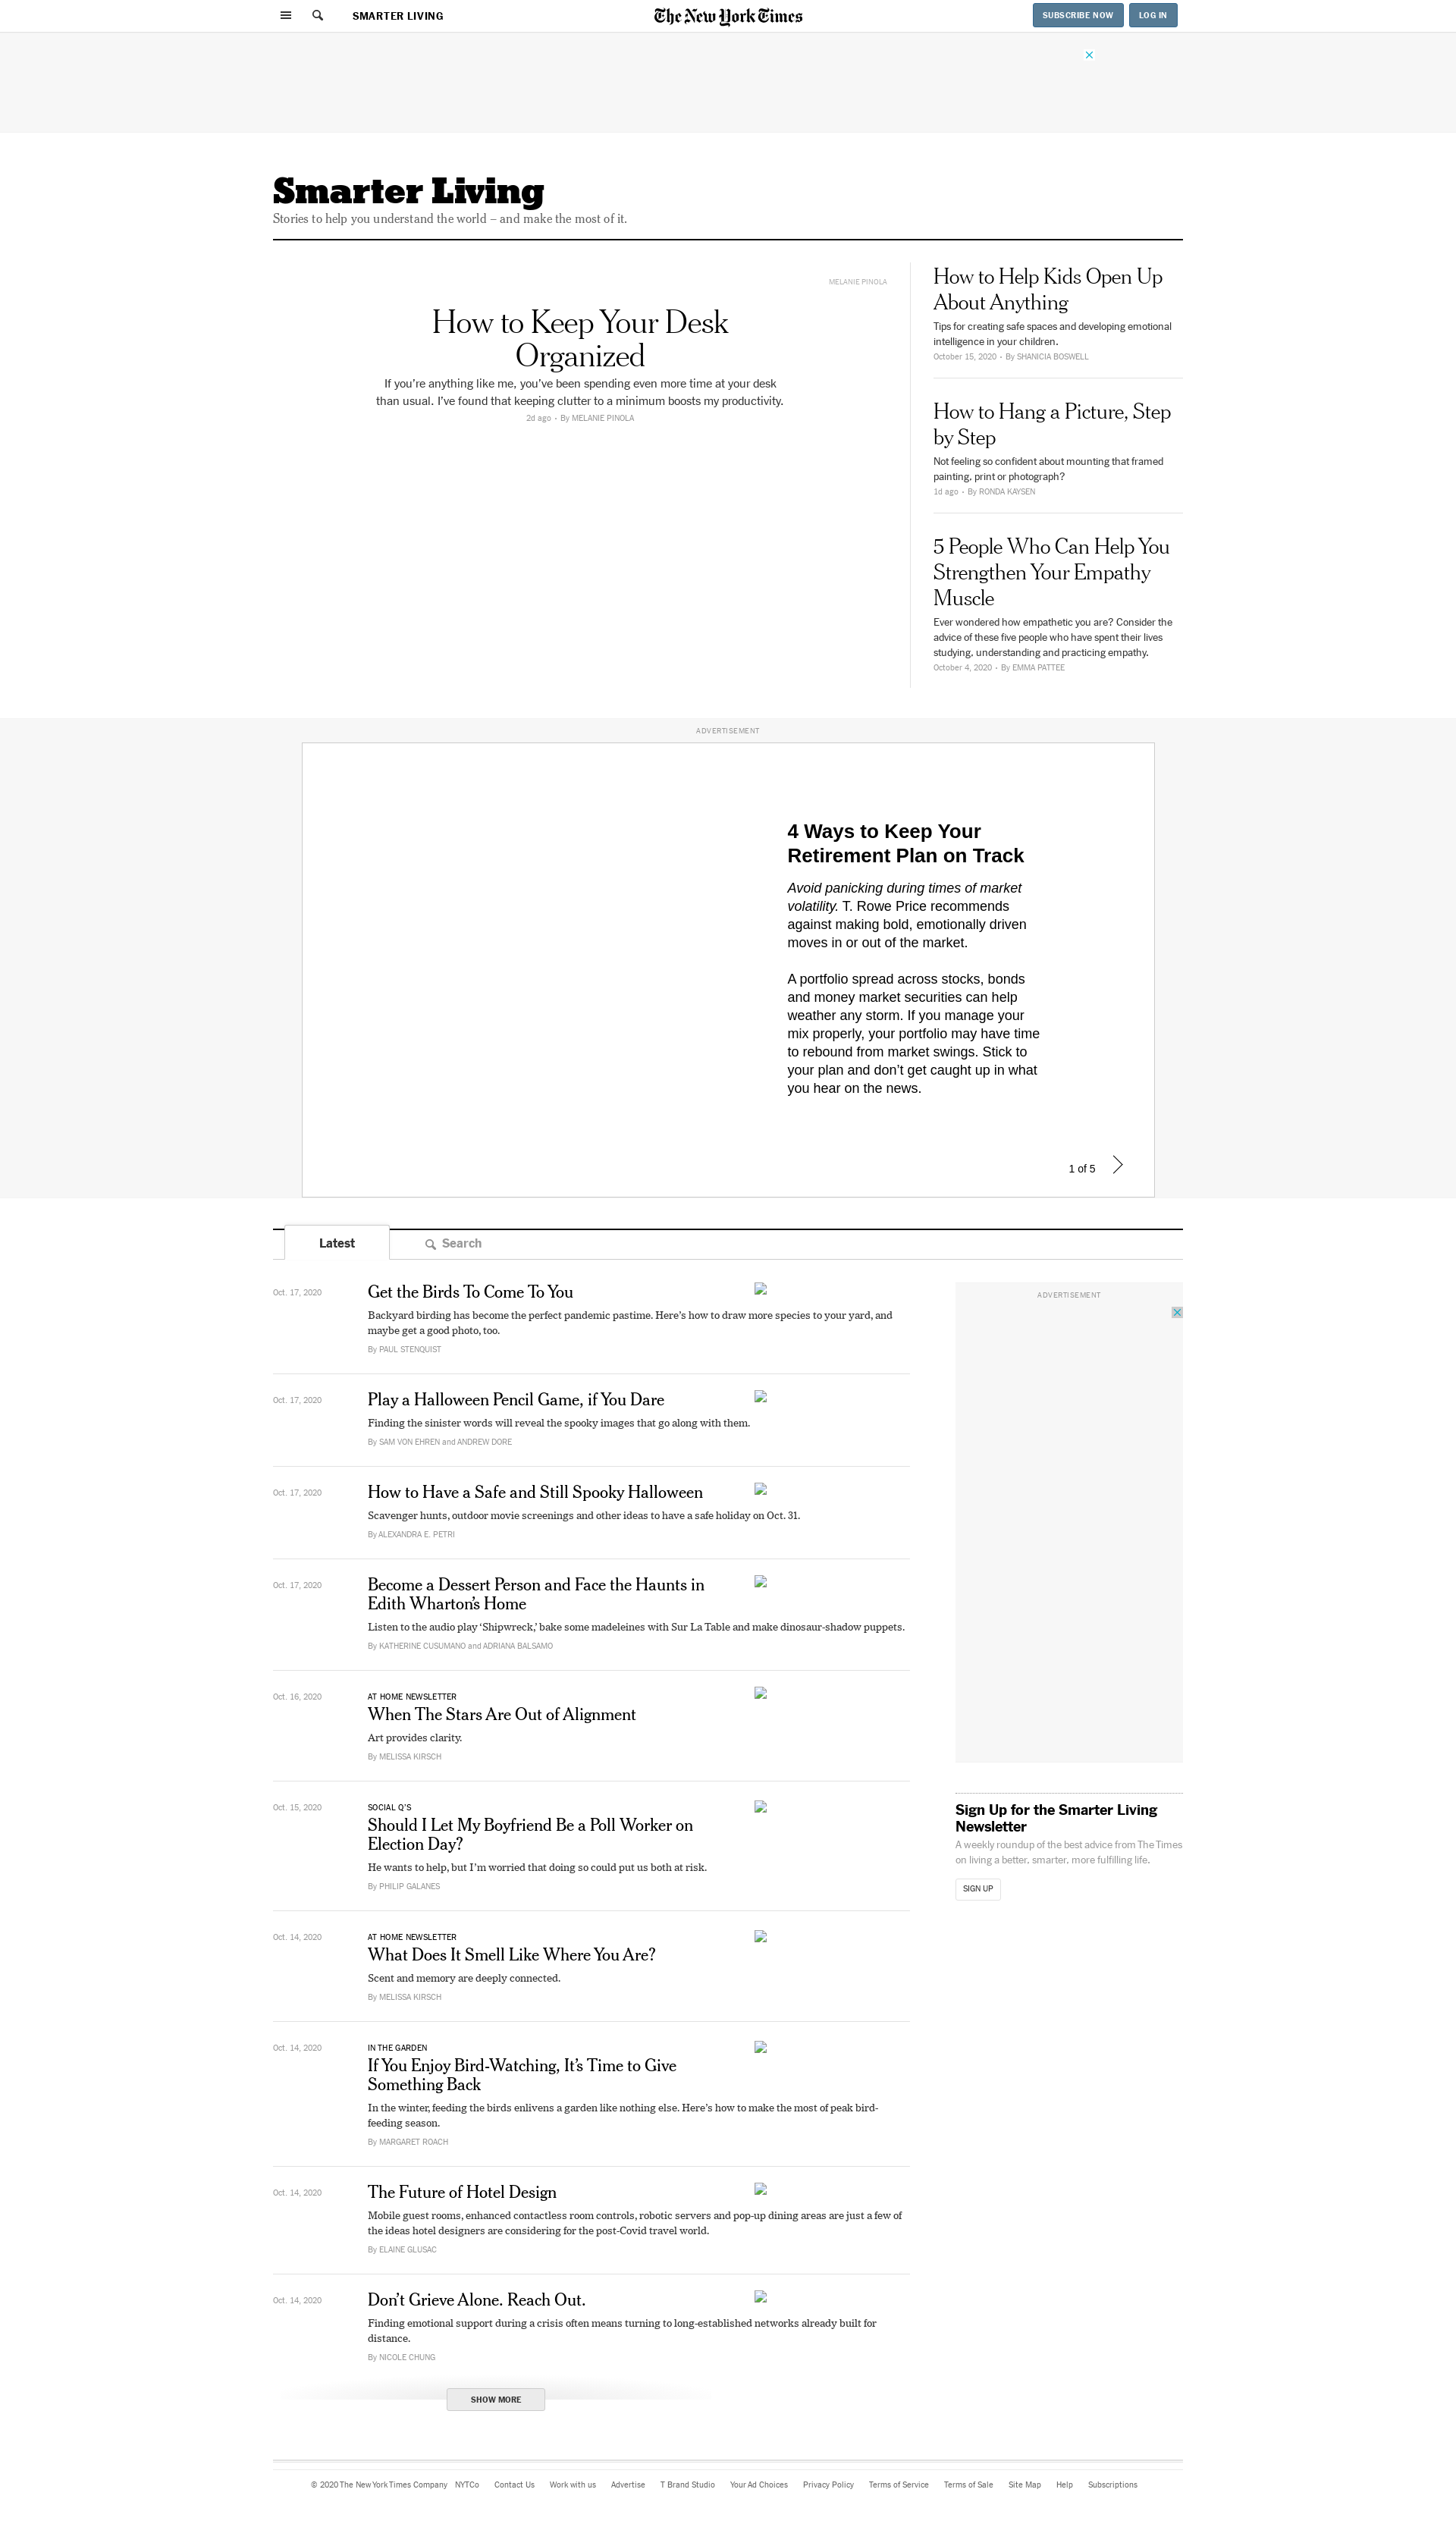 SMARTER LIVING
The New York Times
SUBSCRIBE NOW
LOG IN
Smarter Living
Stories to help you understand the world – and make the most of it.
MELANIE PINOLA
How to Keep Your Desk
Organized
If you’re anything like me, you’ve been spending even more time at your desk
than usual. I’ve found that keeping clutter to a minimum boosts my productivity.
2d ago • By MELANIE PINOLA
How to Help Kids Open Up
About Anything
Tips for creating safe spaces and developing emotional
intelligence in your children.
October 15, 2020 • By SHANICIA BOSWELL
How to Hang a Picture, Step
by Step
Not feeling so confident about mounting that framed
painting, print or photograph?
1d ago • By RONDA KAYSEN
5 People Who Can Help You
Strengthen Your Empathy
Muscle
Ever wondered how empathetic you are? Consider the
advice of these five people who have spent their lives
studying, understanding and practicing empathy.
October 4, 2020 • By EMMA PATTEE
ADVERTISEMENT
4 Ways to Keep Your
Retirement Plan on Track
Avoid panicking during times of market
volatility. T. Rowe Price recommends
against making bold, emotionally driven
moves in or out of the market.
A portfolio spread across stocks, bonds
and money market securities can help
weather any storm. If you manage your
mix properly, your portfolio may have time
to rebound from market swings. Stick to
your plan and don’t get caught up in what
you hear on the news.
1 of 5
Latest
Search
Oct. 17, 2020
Get the Birds To Come To You
Backyard birding has become the perfect pandemic pastime. Here’s how to draw more species to your yard, and
maybe get a good photo, too.
By PAUL STENQUIST
Oct. 17, 2020
Play a Halloween Pencil Game, if You Dare
Finding the sinister words will reveal the spooky images that go along with them.
By SAM VON EHREN and ANDREW DORE
Oct. 17, 2020
How to Have a Safe and Still Spooky Halloween
Scavenger hunts, outdoor movie screenings and other ideas to have a safe holiday on Oct. 31.
By ALEXANDRA E. PETRI
Oct. 17, 2020
Become a Dessert Person and Face the Haunts in
Edith Wharton’s Home
Listen to the audio play ‘Shipwreck,’ bake some madeleines with Sur La Table and make dinosaur-shadow puppets.
By KATHERINE CUSUMANO and ADRIANA BALSAMO
Oct. 16, 2020
AT HOME NEWSLETTER
When The Stars Are Out of Alignment
Art provides clarity.
By MELISSA KIRSCH
Oct. 15, 2020
SOCIAL Q’S
Should I Let My Boyfriend Be a Poll Worker on
Election Day?
He wants to help, but I’m worried that doing so could put us both at risk.
By PHILIP GALANES
Oct. 14, 2020
AT HOME NEWSLETTER
What Does It Smell Like Where You Are?
Scent and memory are deeply connected.
By MELISSA KIRSCH
Oct. 14, 2020
IN THE GARDEN
If You Enjoy Bird-Watching, It’s Time to Give
Something Back
In the winter, feeding the birds enlivens a garden like nothing else. Here’s how to make the most of peak bird-
feeding season.
By MARGARET ROACH
Oct. 14, 2020
The Future of Hotel Design
Mobile guest rooms, enhanced contactless room controls, robotic servers and pop-up dining areas are just a few of
the ideas hotel designers are considering for the post-Covid travel world.
By ELAINE GLUSAC
Oct. 14, 2020
Don’t Grieve Alone. Reach Out.
Finding emotional support during a crisis often means turning to long-established networks already built for
distance.
By NICOLE CHUNG
SHOW MORE
ADVERTISEMENT
Sign Up for the Smarter Living
Newsletter
A weekly roundup of the best advice from The Times
on living a better, smarter, more fulfilling life.
SIGN UP
© 2020 The New York Times Company NYTCo Contact Us Work with us Advertise T Brand Studio Your Ad Choices Privacy Policy Terms of Service Terms of Sale Site Map Help Subscriptions